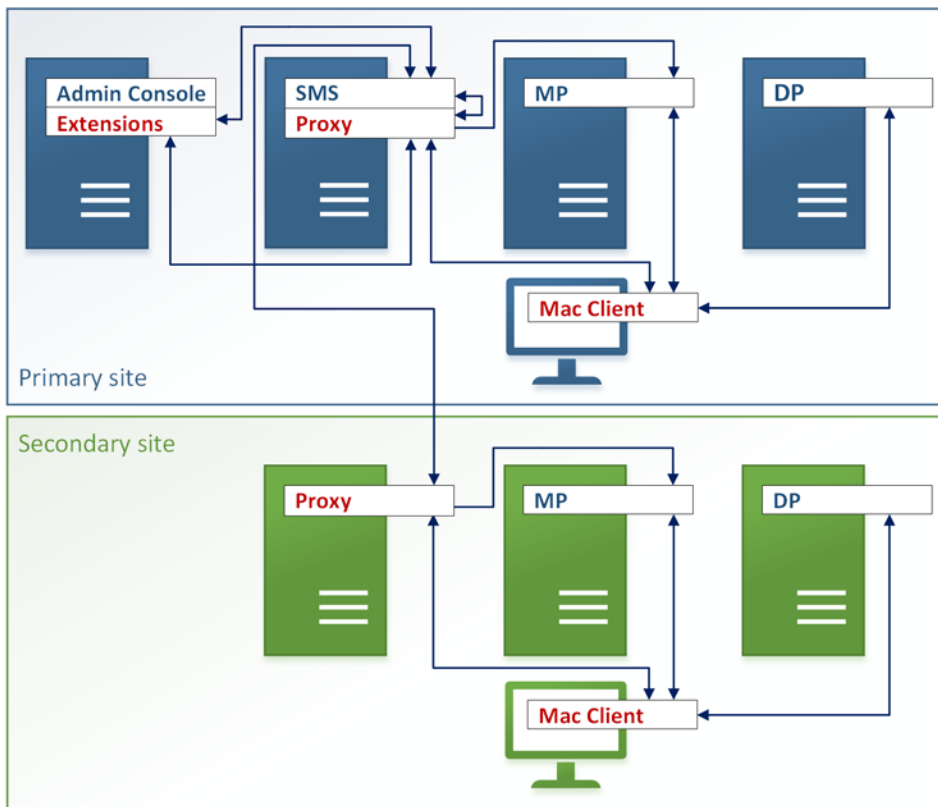 Admin Console
Extensions
SMS
Proxy
MP
DP
Mac Client
Primary site
Secondary site
Proxy
MP
DP
Mac Client